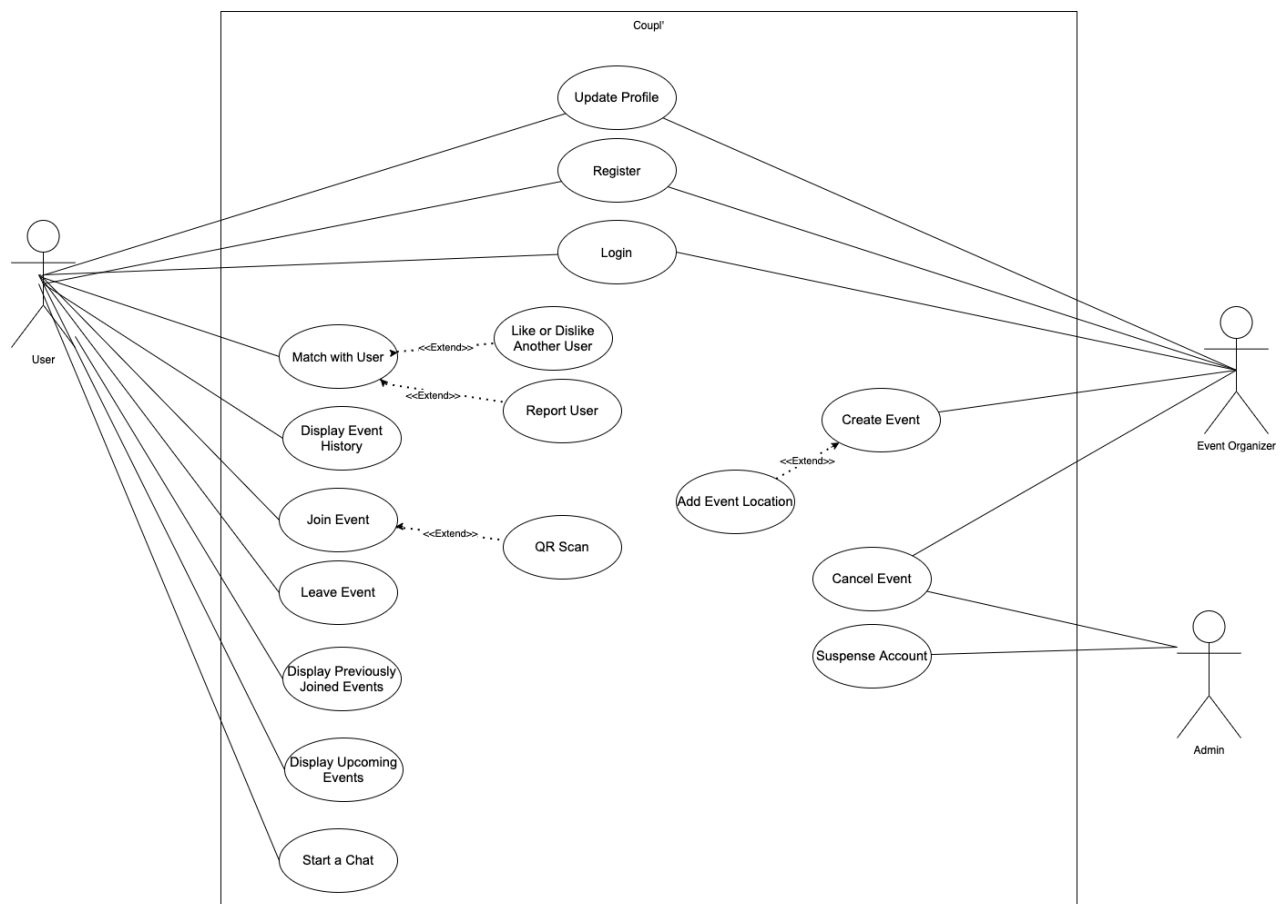 Coupl'
Update Profile
Register
Login
User
Match with User
<<Extend>>
Like or Dislike
Another User
<<Extend>>
Report User
Display Event
History
Create Event
Event Organizer
<<Extend>>
Add Event Location
Join Event
<<Extend>>
QR Scan
Leave Event
Cancel Event
Suspense Account
Display Previously
Joined Events
Admin
Display Upcoming
Events
Start a Chat